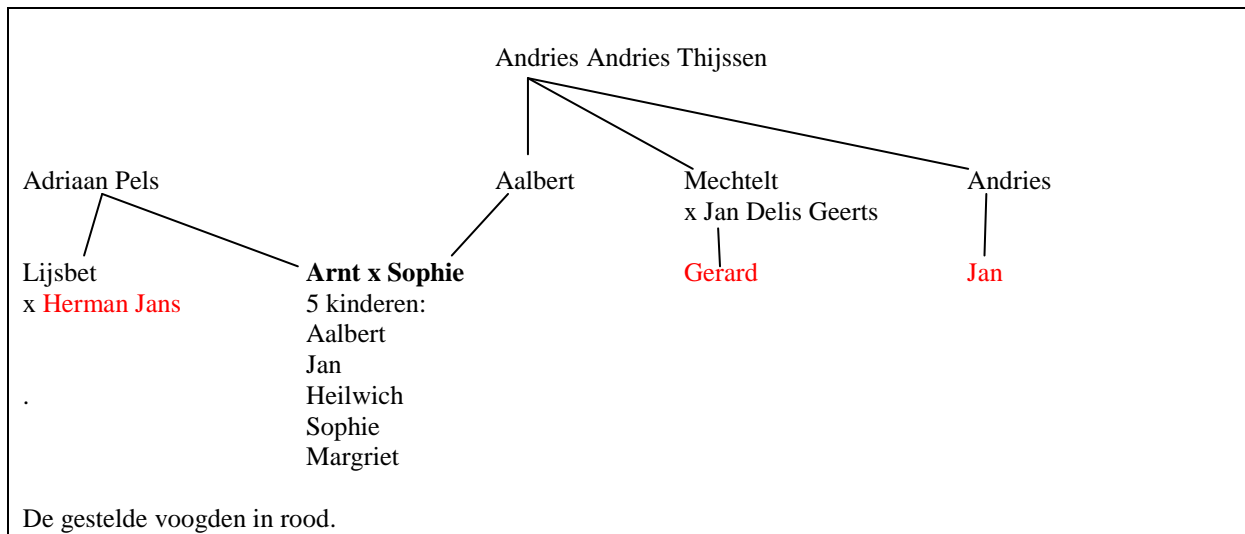 Andries Andries Thijssen
Adriaan Pels Aalbert Mechtelt Andries
x Jan Delis Geerts
Lijsbet Arnt x Sophie Gerard Jan
x Herman Jans 5 kinderen:
Aalbert
Jan
. Heilwich
Sophie
Margriet
De gestelde voogden in rood.